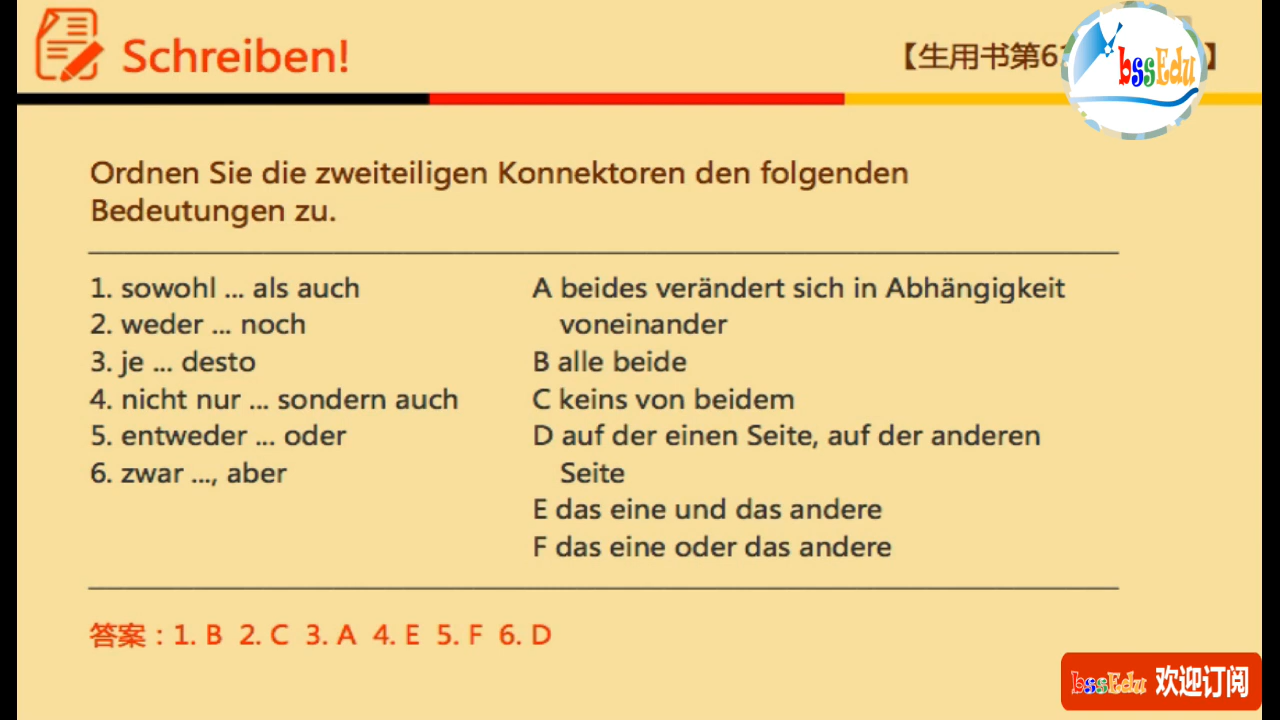 Schreiben!
【生用书第6
】
bssEdu
Ordnen Sie die zweiteiligen Konnektoren den folgenden
Bedeutungen zu.
1. sowohl ... als auch
2. weder ... noch
3. je ... desto
4. nicht nur ... sondern auch
5. entweder ... oder
6. zwar ..., aber
A beides verändert sich in Abhängigkeit
voneinander
B alle beide
C keins von beidem
D auf der einen Seite, auf der anderen
Seite
E das eine und das andere
F das eine oder das andere
答案：1. B 2. C 3. A 4. E 5. F 6. D
bssEdu 欢迎订阅